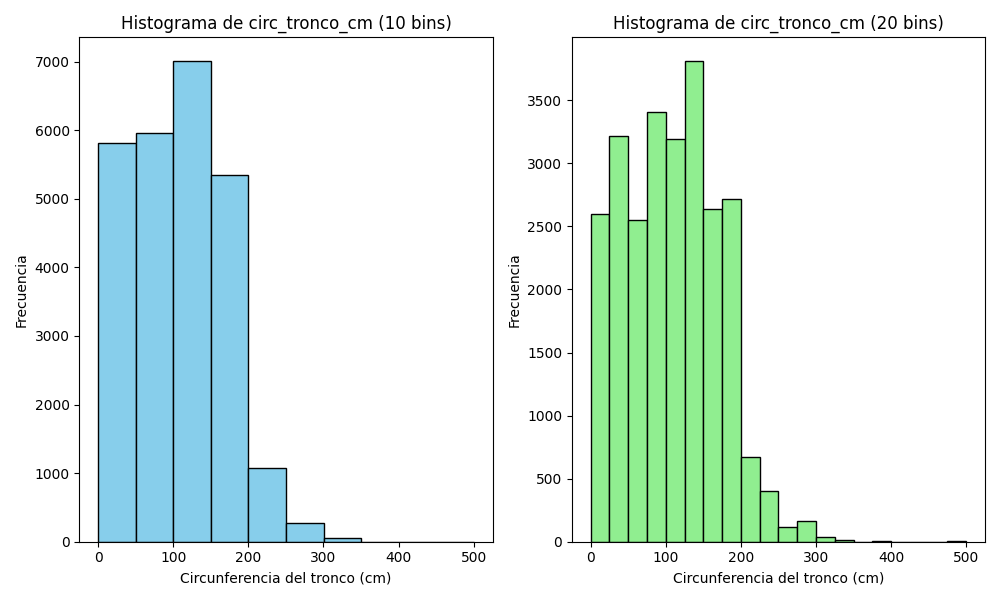 Histograma de circ_tronco_cm (10 bins)
Frecuencia
7000
6000
5000
4000
3000
2000
1000
0
0 100 200 300 400 500
Circunferencia del tronco (cm)
Histograma de circ_tronco_cm (20 bins)
Frecuencia
3500
3000
2500
2000
1500
1000
500
0
0 100 200 300 400 500
Circunferencia del tronco (cm)